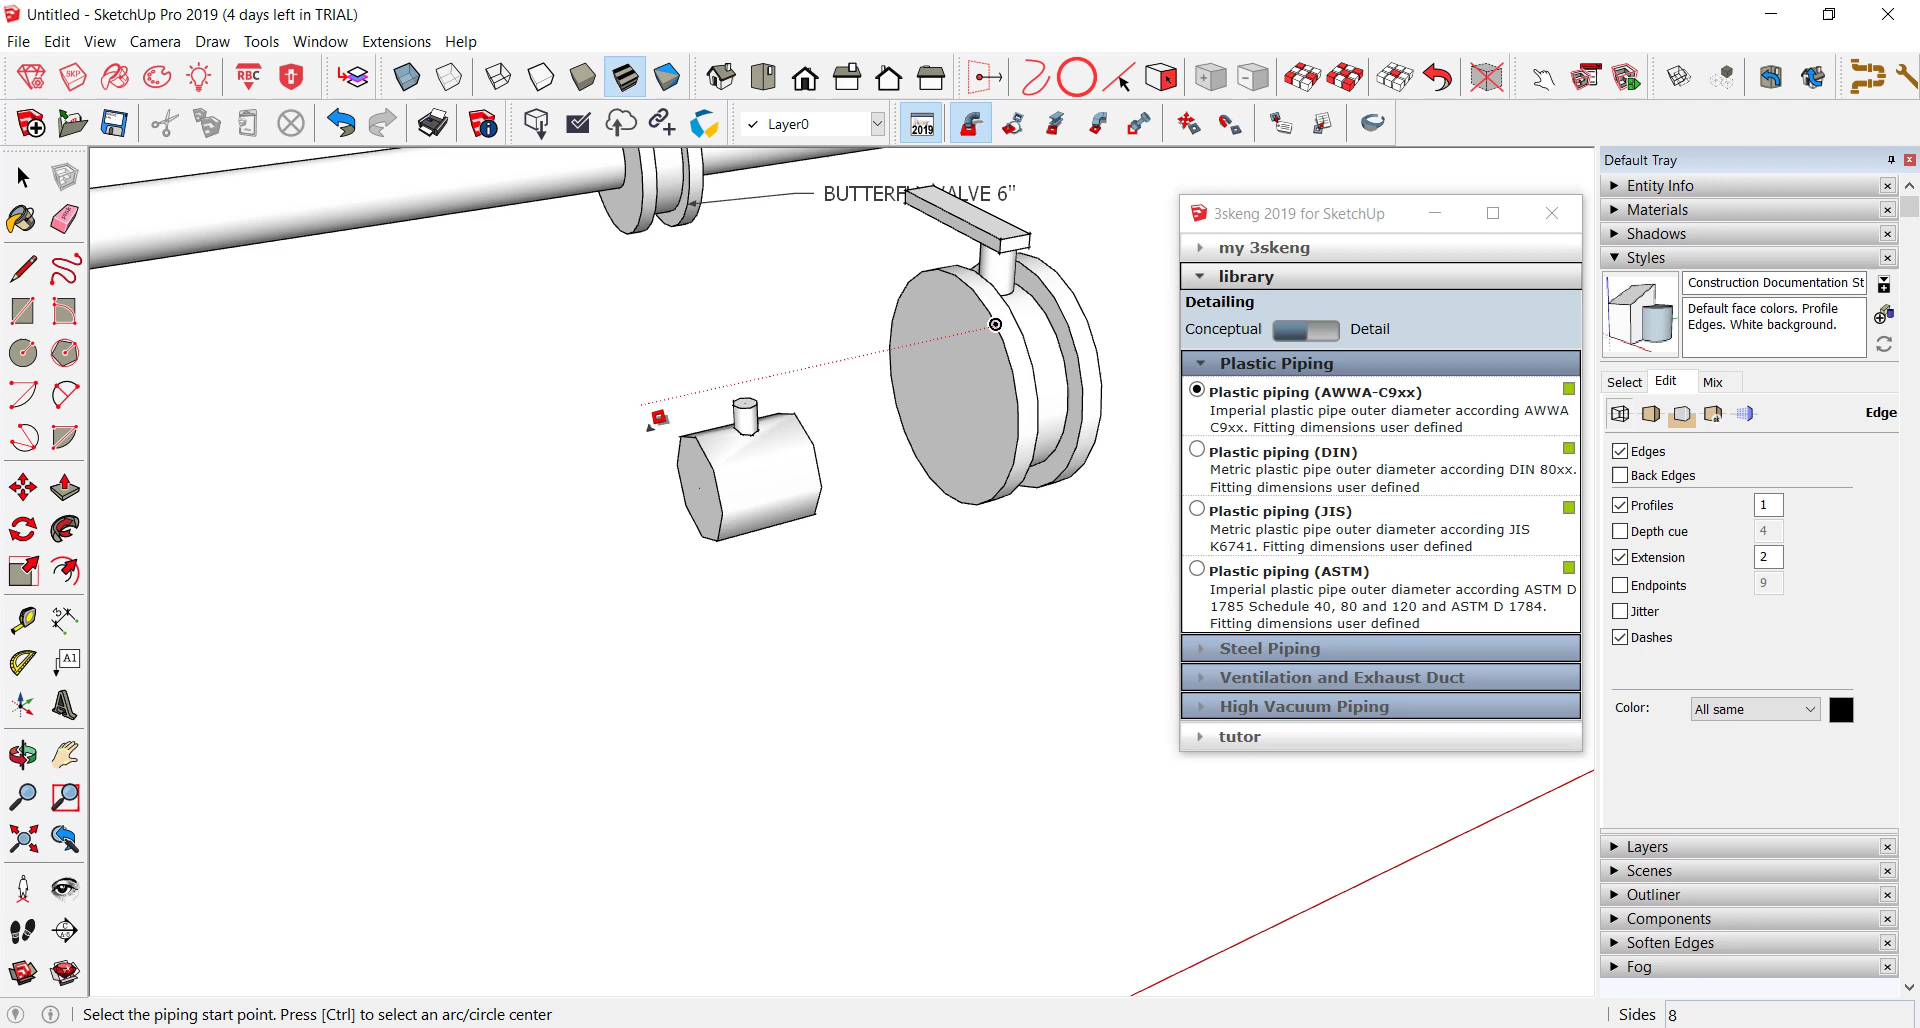 Untitled - SketchUp Pro 2019 (4 days left in TRIAL)
File Edit View Camera Draw Tools Window Extensions Help
SKP
RBC
Layer0
2019
BUTTERF
VALVE 6"
A1
3skeng 2019 for SketchUp
my 3skeng
library
Detailing
Conceptual Detail
Plastic Piping
Plastic piping (AWWA-C9xx)
Imperial plastic pipe outer diameter according AWWA
C9xx. Fitting dimensions user defined
Plastic piping (DIN)
Metric plastic pipe outer diameter according DIN 80xx.
Fitting dimensions user defined
Plastic piping (JIS)
Metric plastic pipe outer diameter according JIS
K6741. Fitting dimensions user defined
Plastic piping (ASTM)
Imperial plastic pipe outer diameter according ASTM D
1785 Schedule 40, 80 and 120 and ASTM D 1784.
Fitting dimensions user defined
Steel Piping
Ventilation and Exhaust Duct
High Vacuum Piping
tutor
Default Tray
Entity Info
Materials
Shadows
Styles
Construction Documentation St
Default face colors. Profile
Edges. White background.
Select Edit Mix
Edge
Edges
Back Edges
Profiles 1
Depth cue 4
Extension 2
Endpoints 9
Jitter
Dashes
Color: All same
Layers
Scenes
Outliner
Components
Soften Edges
Fog
Select the piping start point. Press [Ctrl] to select an arc/circle center
Sides 8